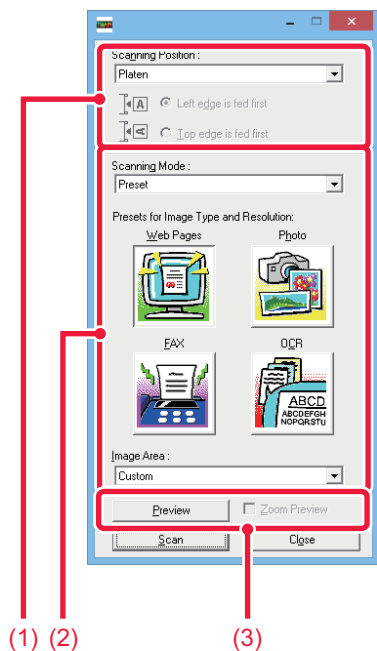 Scanning Position :
Platen
A Left edge is fed first
A Top edge is fed first
Scanning Mode :
Preset
Presets for Image Type and Resolution:
Web Pages Photo
FAX OCR
ABCD
ABCDEFGH
NOPQRSTU
Image Area :
Custom
Preview Zoom Preview
Scan Close
(1) (2) (3)